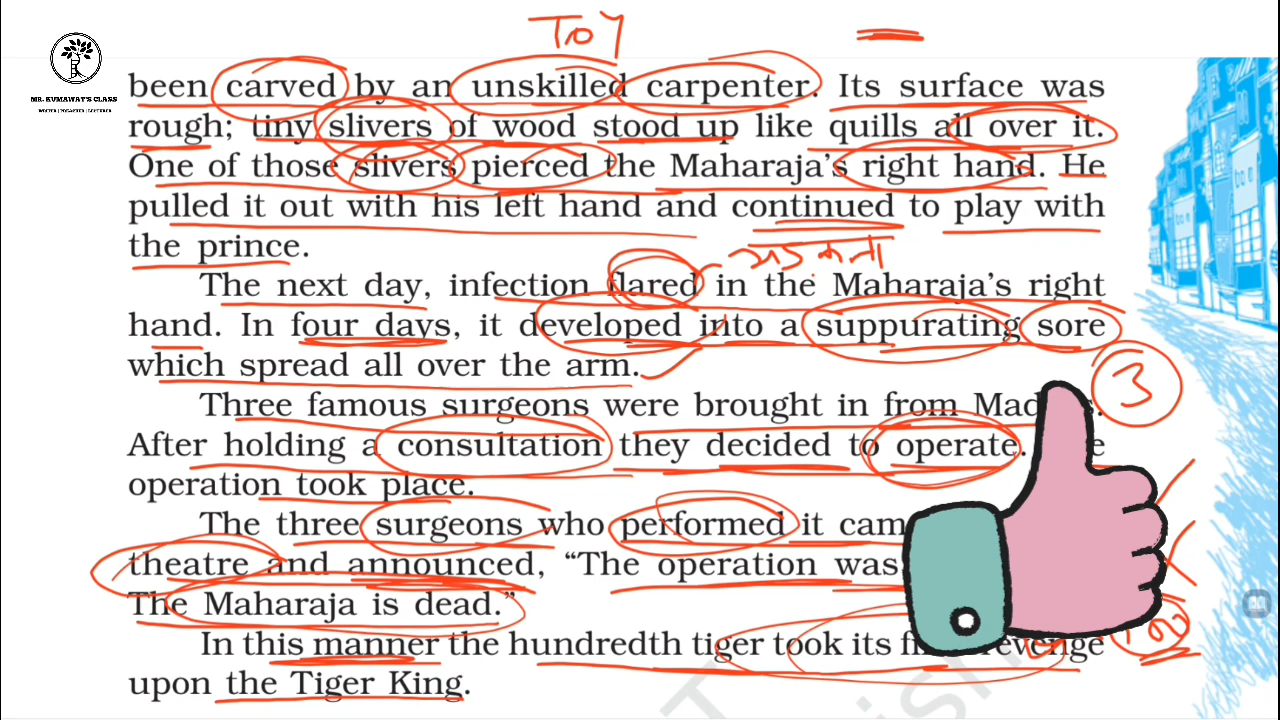 TOY
MR. KUMAWAT'S CLASS
been carved by an unskilled carpenter. Its surface was
rough; tiny slivers of wood stood up like quills all over it.
One of those slivers pierced the Maharaja's right hand. He
pulled it out with his left hand and continued to play with
the prince.
The next day, infection flared in the Maharaja's right
hand. In four days, it developed into a suppurating sore
which spread all over the arm.
3
Three famous surgeons were brought in from
After holding a consultation they decided to operate.
operation took place.
The three surgeons who performed it
theatre and announced, “The operation was
The Maharaja is dead.”
In this manner the hundredth tiger took its revenge
100
upon the Tiger King.